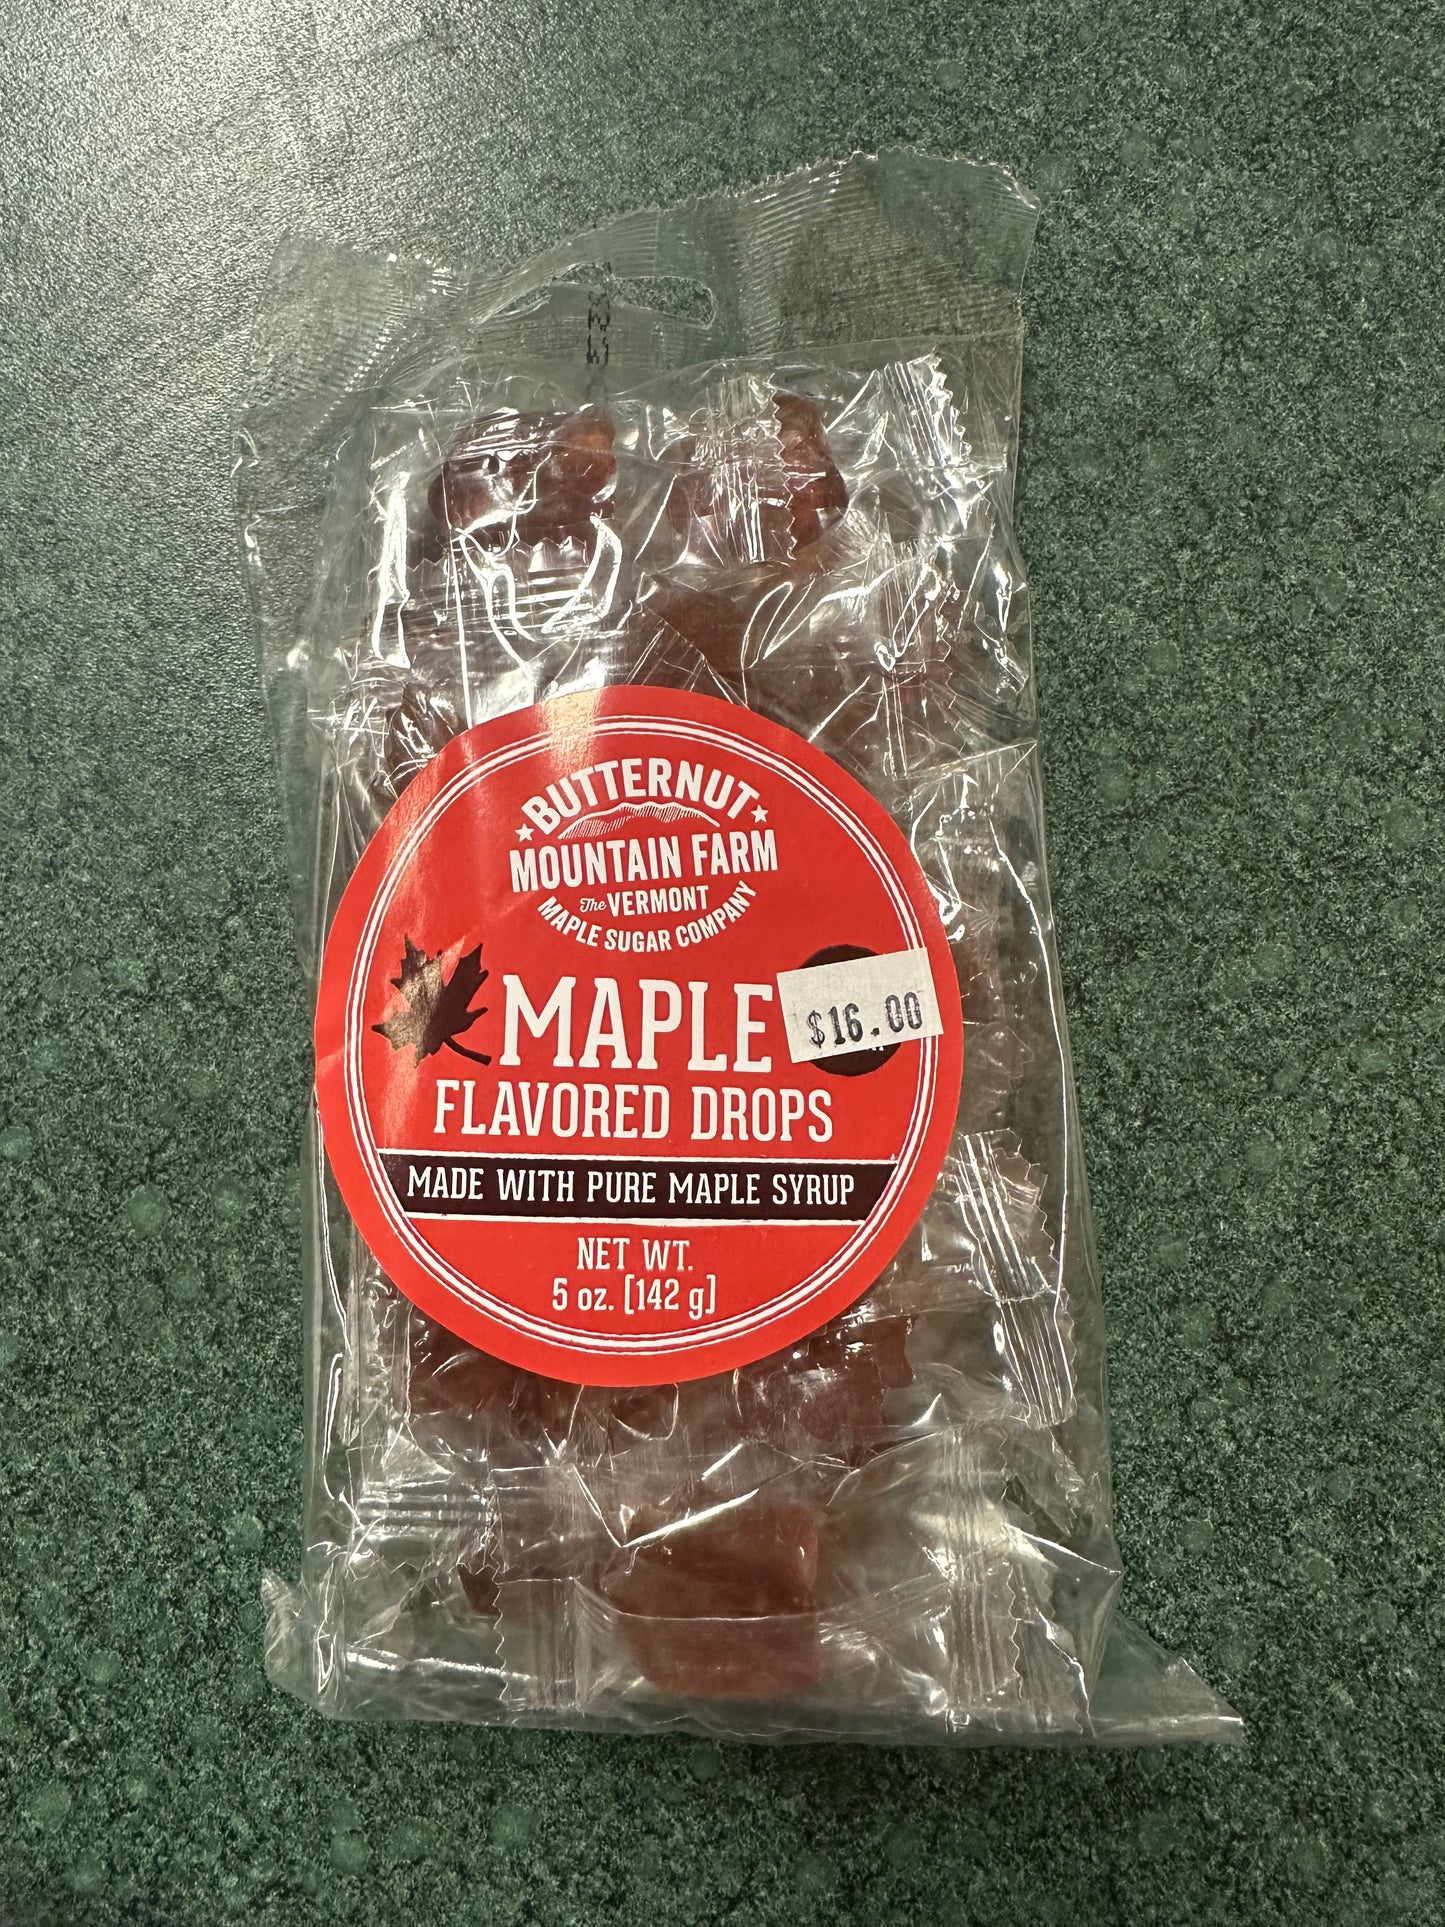 BUTTERNUT
MOUNTAIN FARM
The VERMONT
MAPLE SUGAR COMPANY
MAPLE
$16.00
FLAVORED DROPS
MADE WITH PURE MAPLE SYRUP
NET WT.
5 oz. [142 g]